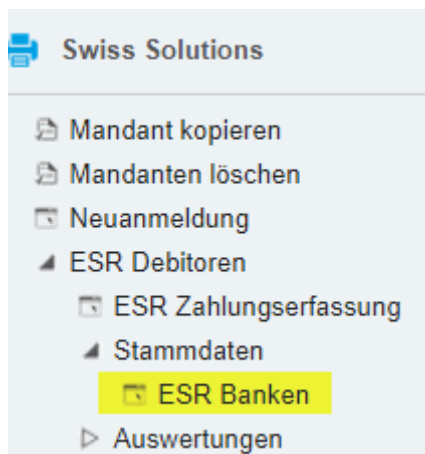 Swiss Solutions
Mandant kopieren
Mandanten löschen
Neuanmeldung
ESR Debitoren
ESR Zahlungserfassung
Stammdaten
ESR Banken
Auswertungen